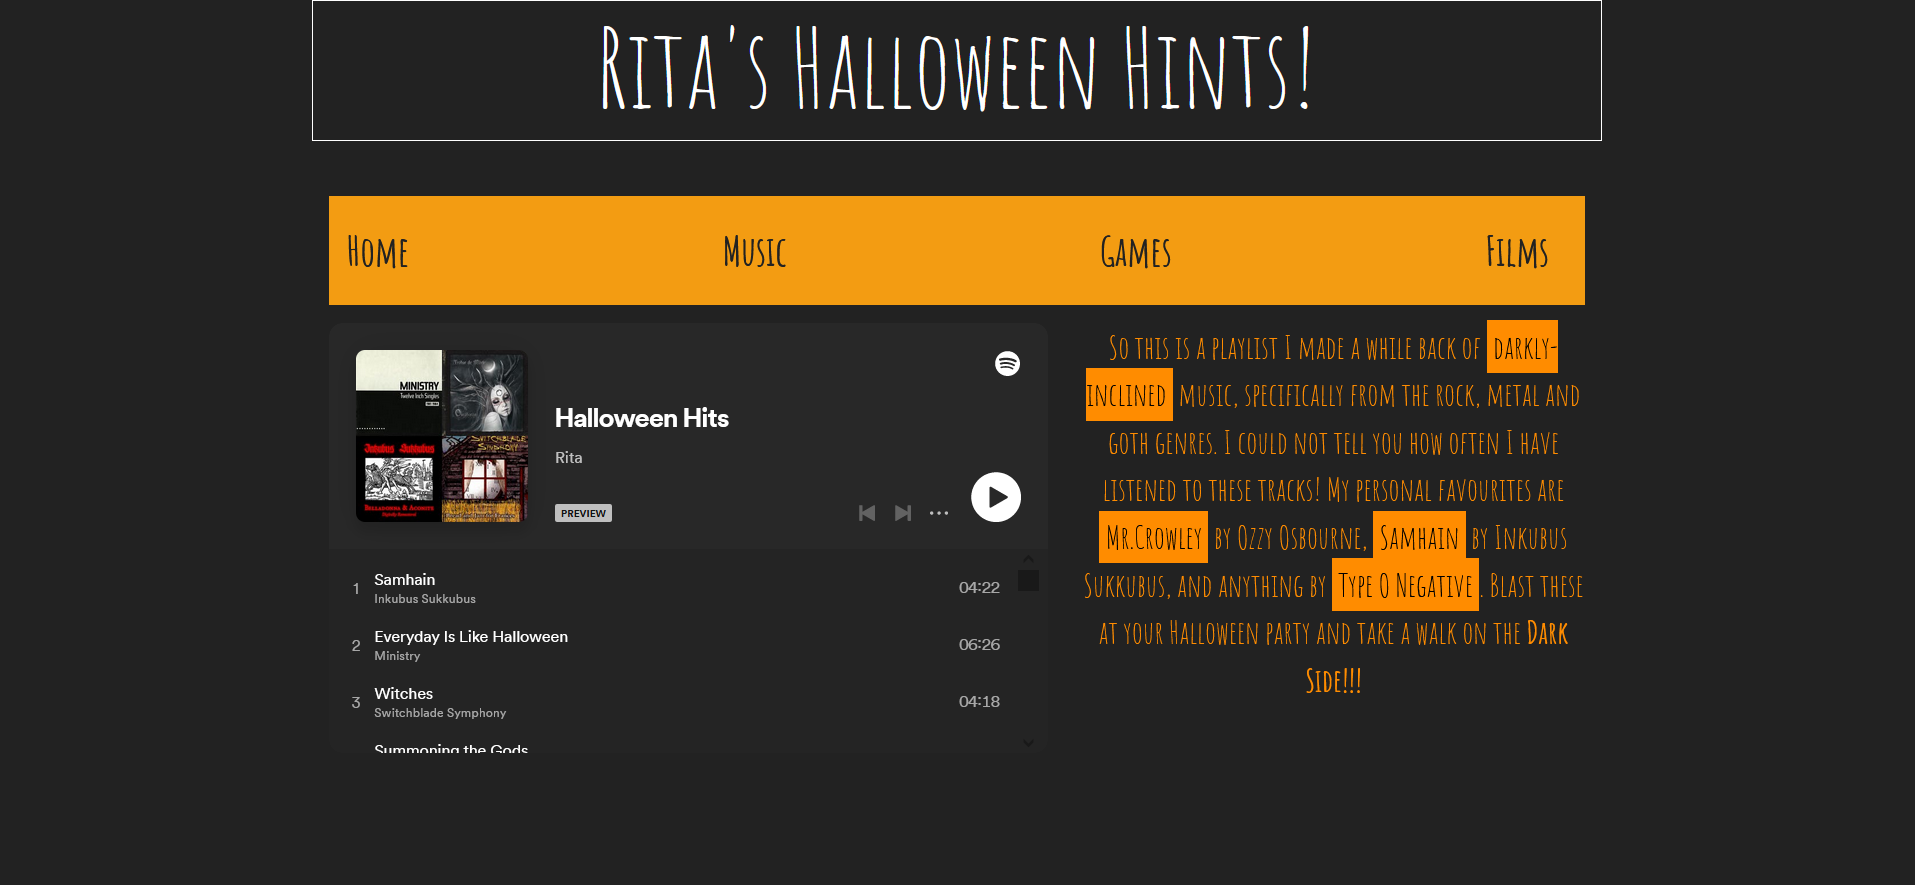 Rita's Halloween Hints!
Home Music Games Films
MINISTRY
Twelve Inch Singles
Inkubus Sukkubus
SWITCHBLADE
SYMPHONY
BELLADONNA & ACONITE
Halloween Hits
Rita
PREVIEW
1 Samhain 04:22
Inkubus Sukkubus
2 Everyday Is Like Halloween 06:26
Ministry
3 Witches 04:18
Switchblade Symphony
Summoning the Gods
So this is a playlist I made a while back of darkly-
inclined music, specifically from the rock, metal and
goth genres. I could not tell you how often I have
listened to these tracks! My personal favourites are
Mr.Crowley by Ozzy Osbourne, Samhain by Inkubus
Sukkubus, and anything by Type O Negative . Blast these
at your Halloween party and take a walk on the Dark
Side!!!